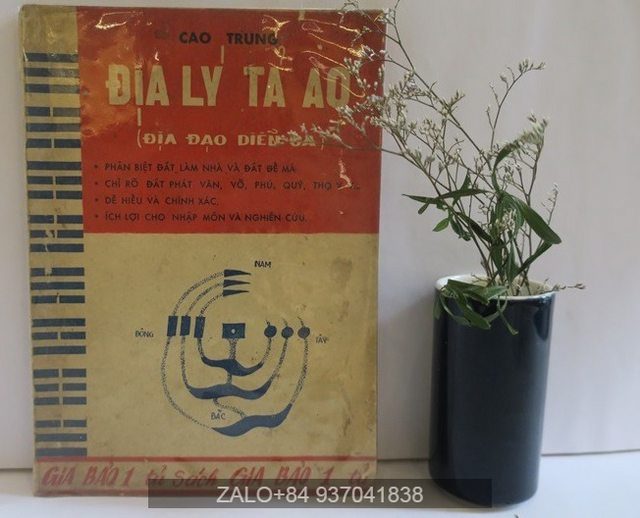 CAO TRUNG
ĐỊA LÝ TẢ AO
(ĐỊA ĐẠO DIỄN CA)
• PHÂN BIỆT ĐẤT LÀM NHÀ VÀ ĐẤT ĐỂ MẢ,
• CHỈ RÕ ĐẤT PHÁT VĂN, VÕ, PHÚ, QUÝ, THỌ
• DỄ HIỂU VÀ CHÍNH XÁC,
• ÍCH LỢI CHO NHẬP MÔN VÀ NGHIÊN CỨU.
NAM
ĐÔNG
TÂY
BẮC
GIA BẢO 1 tủ Sách GIA BẢO 1 tủ
ZALO+84 937041838